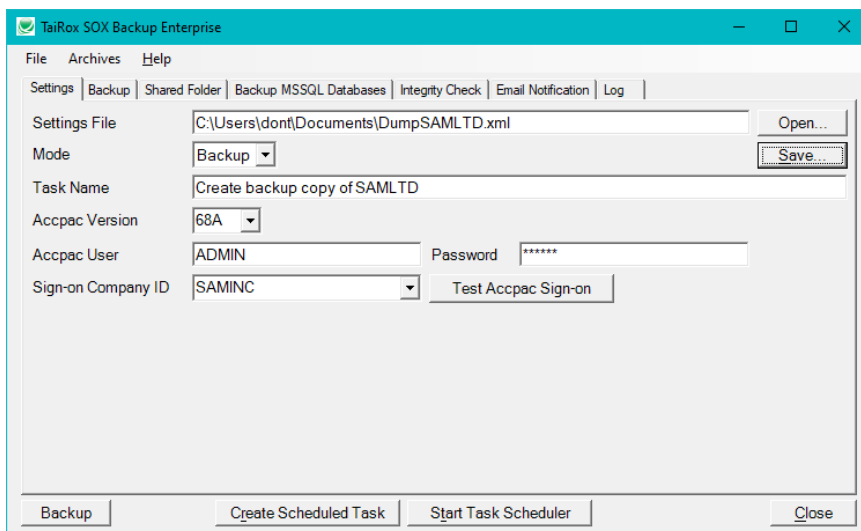 TaiRox SOX Backup Enterprise
File Archives Help
Settings Backup Shared Folder Backup MSSQL Databases Integrity Check Email Notification Log
Settings File C:\Users\dont\Documents\DumpSAMLTD.xml Open...
Mode Backup Save...
Task Name Create backup copy of SAMLTD
Accpac Version 68A
Accpac User ADMIN Password ******
Sign-on Company ID SAMINC Test Accpac Sign-on
Backup Create Scheduled Task Start Task Scheduler Close